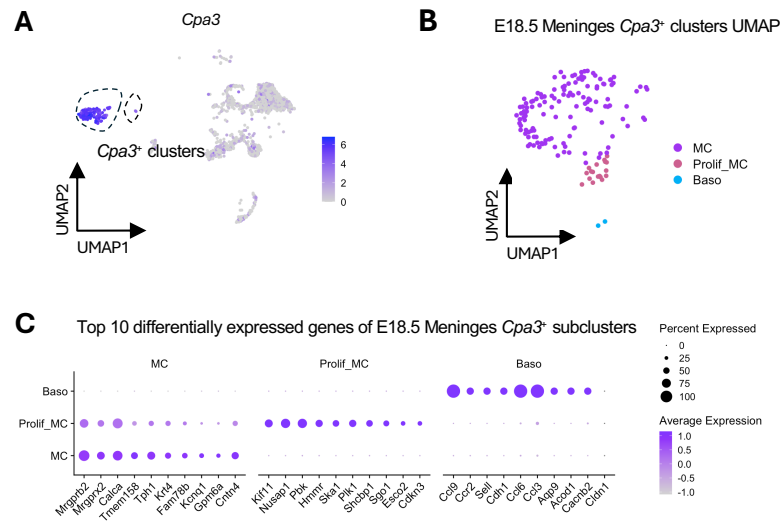 A
Cpa3
Cpa3+ clusters
6
4
2
0
UMAP2
UMAP1
B
E18.5 Meninges Cpa3+ clusters UMAP
MC
Prolif_MC
Baso
UMAP2
UMAP1
C
Top 10 differentially expressed genes of E18.5 Meninges Cpa3+ subclusters
MC
Prolif_MC
Baso
Baso
Prolif_MC
MC
Mrgprb2
Mrgprx2
Calca
Tmem158
Tph1
Krt4
Fam78b
Kcnq1
Gpm6a
Cntn4
Kif11
Nusap1
Pbk
Hmmr
Ska1
Plk1
Shcbp1
Sgo1
Esco2
Cdkn3
Ccl9
Ccr2
Sell
Cdh1
Ccl6
Ccl3
Aqp9
Acod1
Cacnb2
Cldn1
Percent Expressed
0
25
50
75
100
Average Expression
1.0
0.5
0.0
-0.5
-1.0